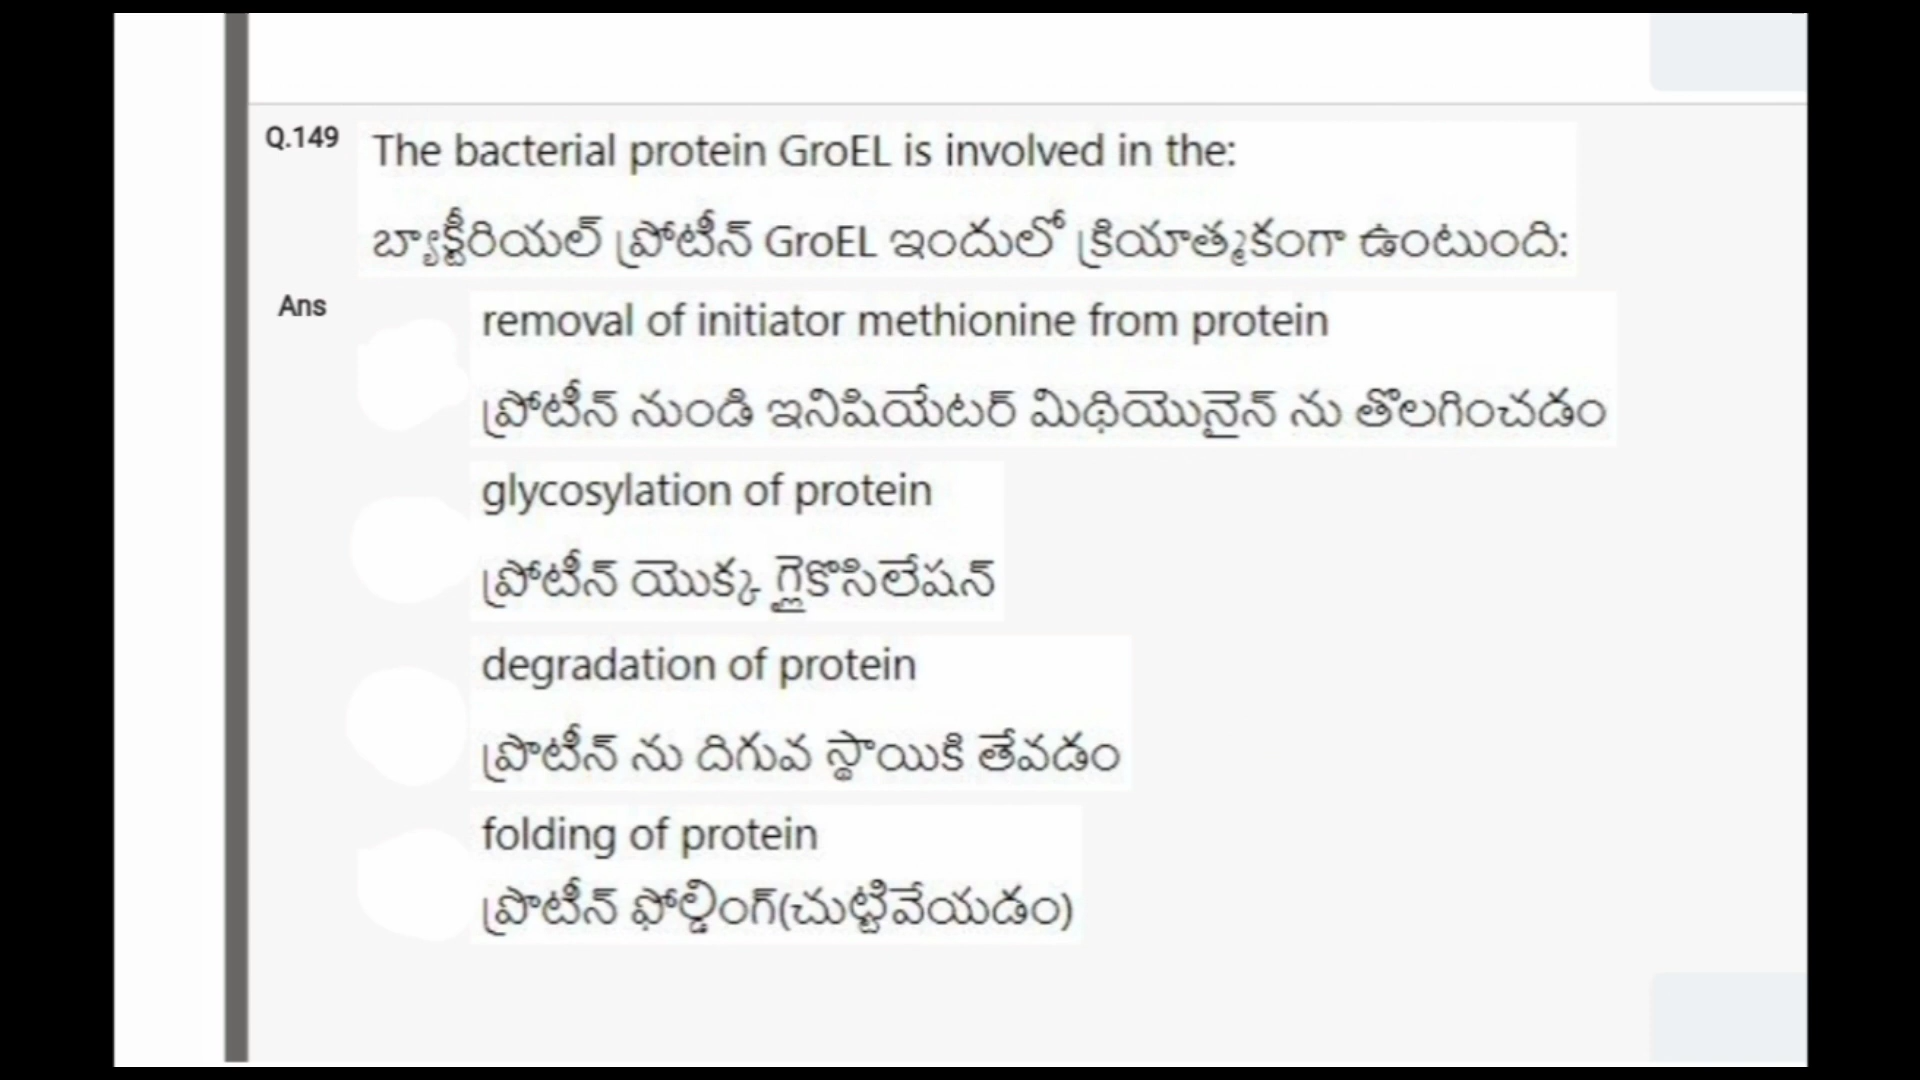 Q.149 The bacterial protein GroEL is involved in the:
బ్యాక్టీరియల్ ప్రోటీన్ GroEL ఇందులో క్రియాత్మకంగా ఉంటుంది:
Ans removal of initiator methionine from protein
ప్రోటీన్ నుండి ఇనిషియేటర్ మిథియొనైన్ ను తొలగించడం
glycosylation of protein
ప్రోటీన్ యొక్క గ్లైకొసిలేషన్
degradation of protein
ప్రొటీన్ ను దిగువ స్థాయికి తేవడం
folding of protein
ప్రొటీన్ ఫోల్డింగ్(చుట్టివేయడం)